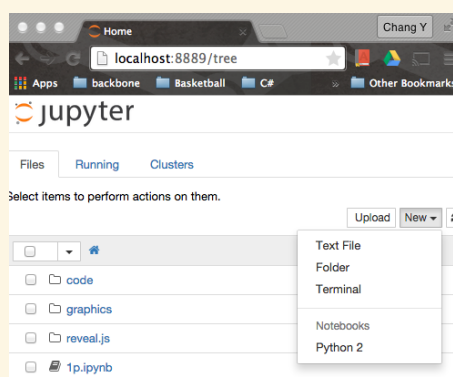 Home
Chang Y
localhost:8889/tree
Apps backbone Basketball C# » Other Bookmarks
jupyter
Files Running Clusters
Select items to perform actions on them.
Upload New
Text File
Folder
Terminal
Notebooks
Python 2
code
graphics
reveal.js
1p.ipynb